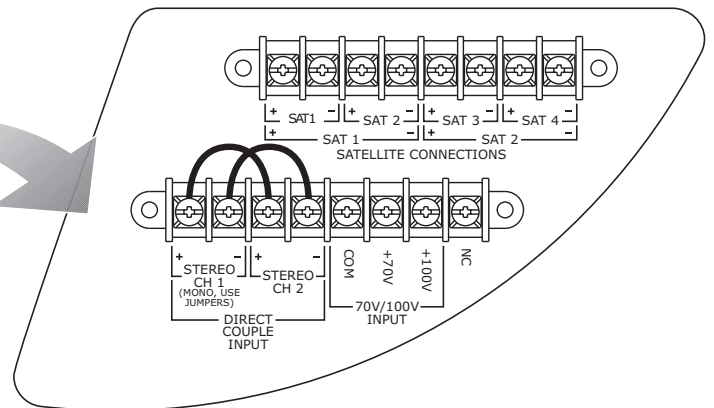 + SAT1 - + SAT 2 - + SAT 3 - + SAT 4 -
+ SAT 1 - + SAT 2 -
SATELLITE CONNECTIONS
+ STEREO - + STEREO -
CH 1
(MONO, USE
JUMPERS)
CH 2
DIRECT
COUPLE
INPUT
COM
+70V
+100V
NC
70V/100V
INPUT